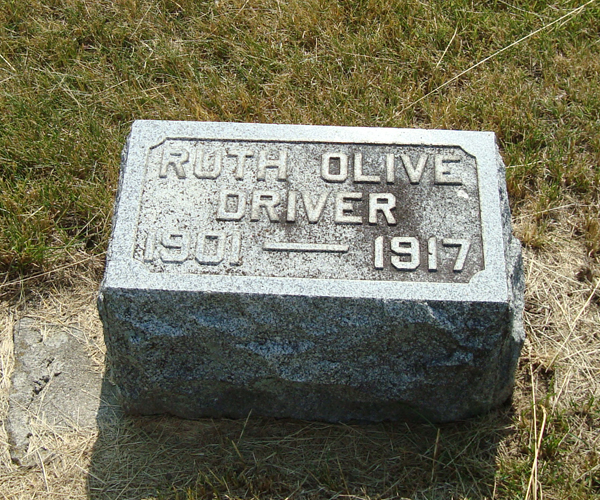 RUTH OLIVE
DRIVER
1901 — 1917